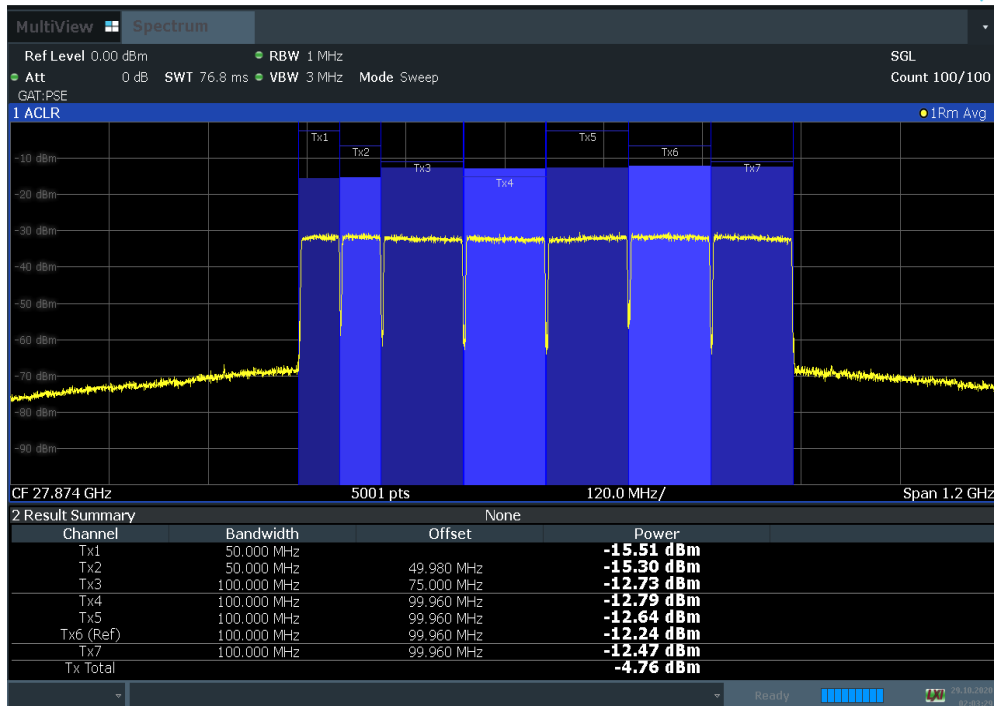 MultiView Spectrum
Ref Level 0.00 dBm RBW 1 MHz SGL
Att 0 dB SWT 76.8 ms VBW 3 MHz Mode Sweep Count 100/100
GAT:PSE
1 ACLR 1Rm Avg
Tx1 Tx5
Tx2 Tx6
-10 dBm
Tx3 Tx7
Tx4
-20 dBm
-30 dBm
-40 dBm
-50 dBm
-60 dBm
-70 dBm
-80 dBm
-90 dBm
CF 27.874 GHz 5001 pts 120.0 MHz/ Span 1.2 GHz
2 Result Summary None
Channel Bandwidth Offset Power
Tx1 50.000 MHz -15.51 dBm
Tx2 50.000 MHz 49.980 MHz -15.30 dBm
Tx3 100.000 MHz 75.000 MHz -12.73 dBm
Tx4 100.000 MHz 99.960 MHz -12.79 dBm
Tx5 100.000 MHz 99.960 MHz -12.64 dBm
Tx6 (Ref) 100.000 MHz 99.960 MHz -12.24 dBm
Tx7 100.000 MHz 99.960 MHz -12.47 dBm
Tx Total -4.76 dBm
Ready LXI 29.10.2020
02:03:29